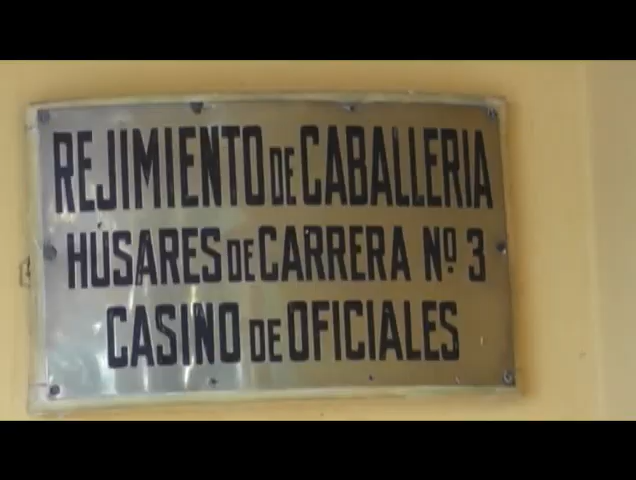 REJIMIENTO DE CABALLERIA
HÚSARES DE CARRERA Nº 3
CASINO DE OFICIALES